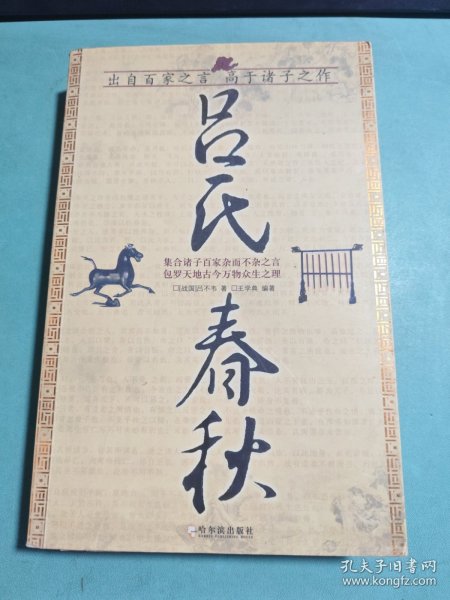 出自百家之言 高于诸子之作
吕氏春秋
集合诸子百家杂而不杂之言
包罗天地古今万物众生之理
□[战国]吕不韦 著 □王学典 编著
哈尔滨出版社
HARBIN PUBLISHING HOUSE
孔夫子旧书网
www.kongfz.com